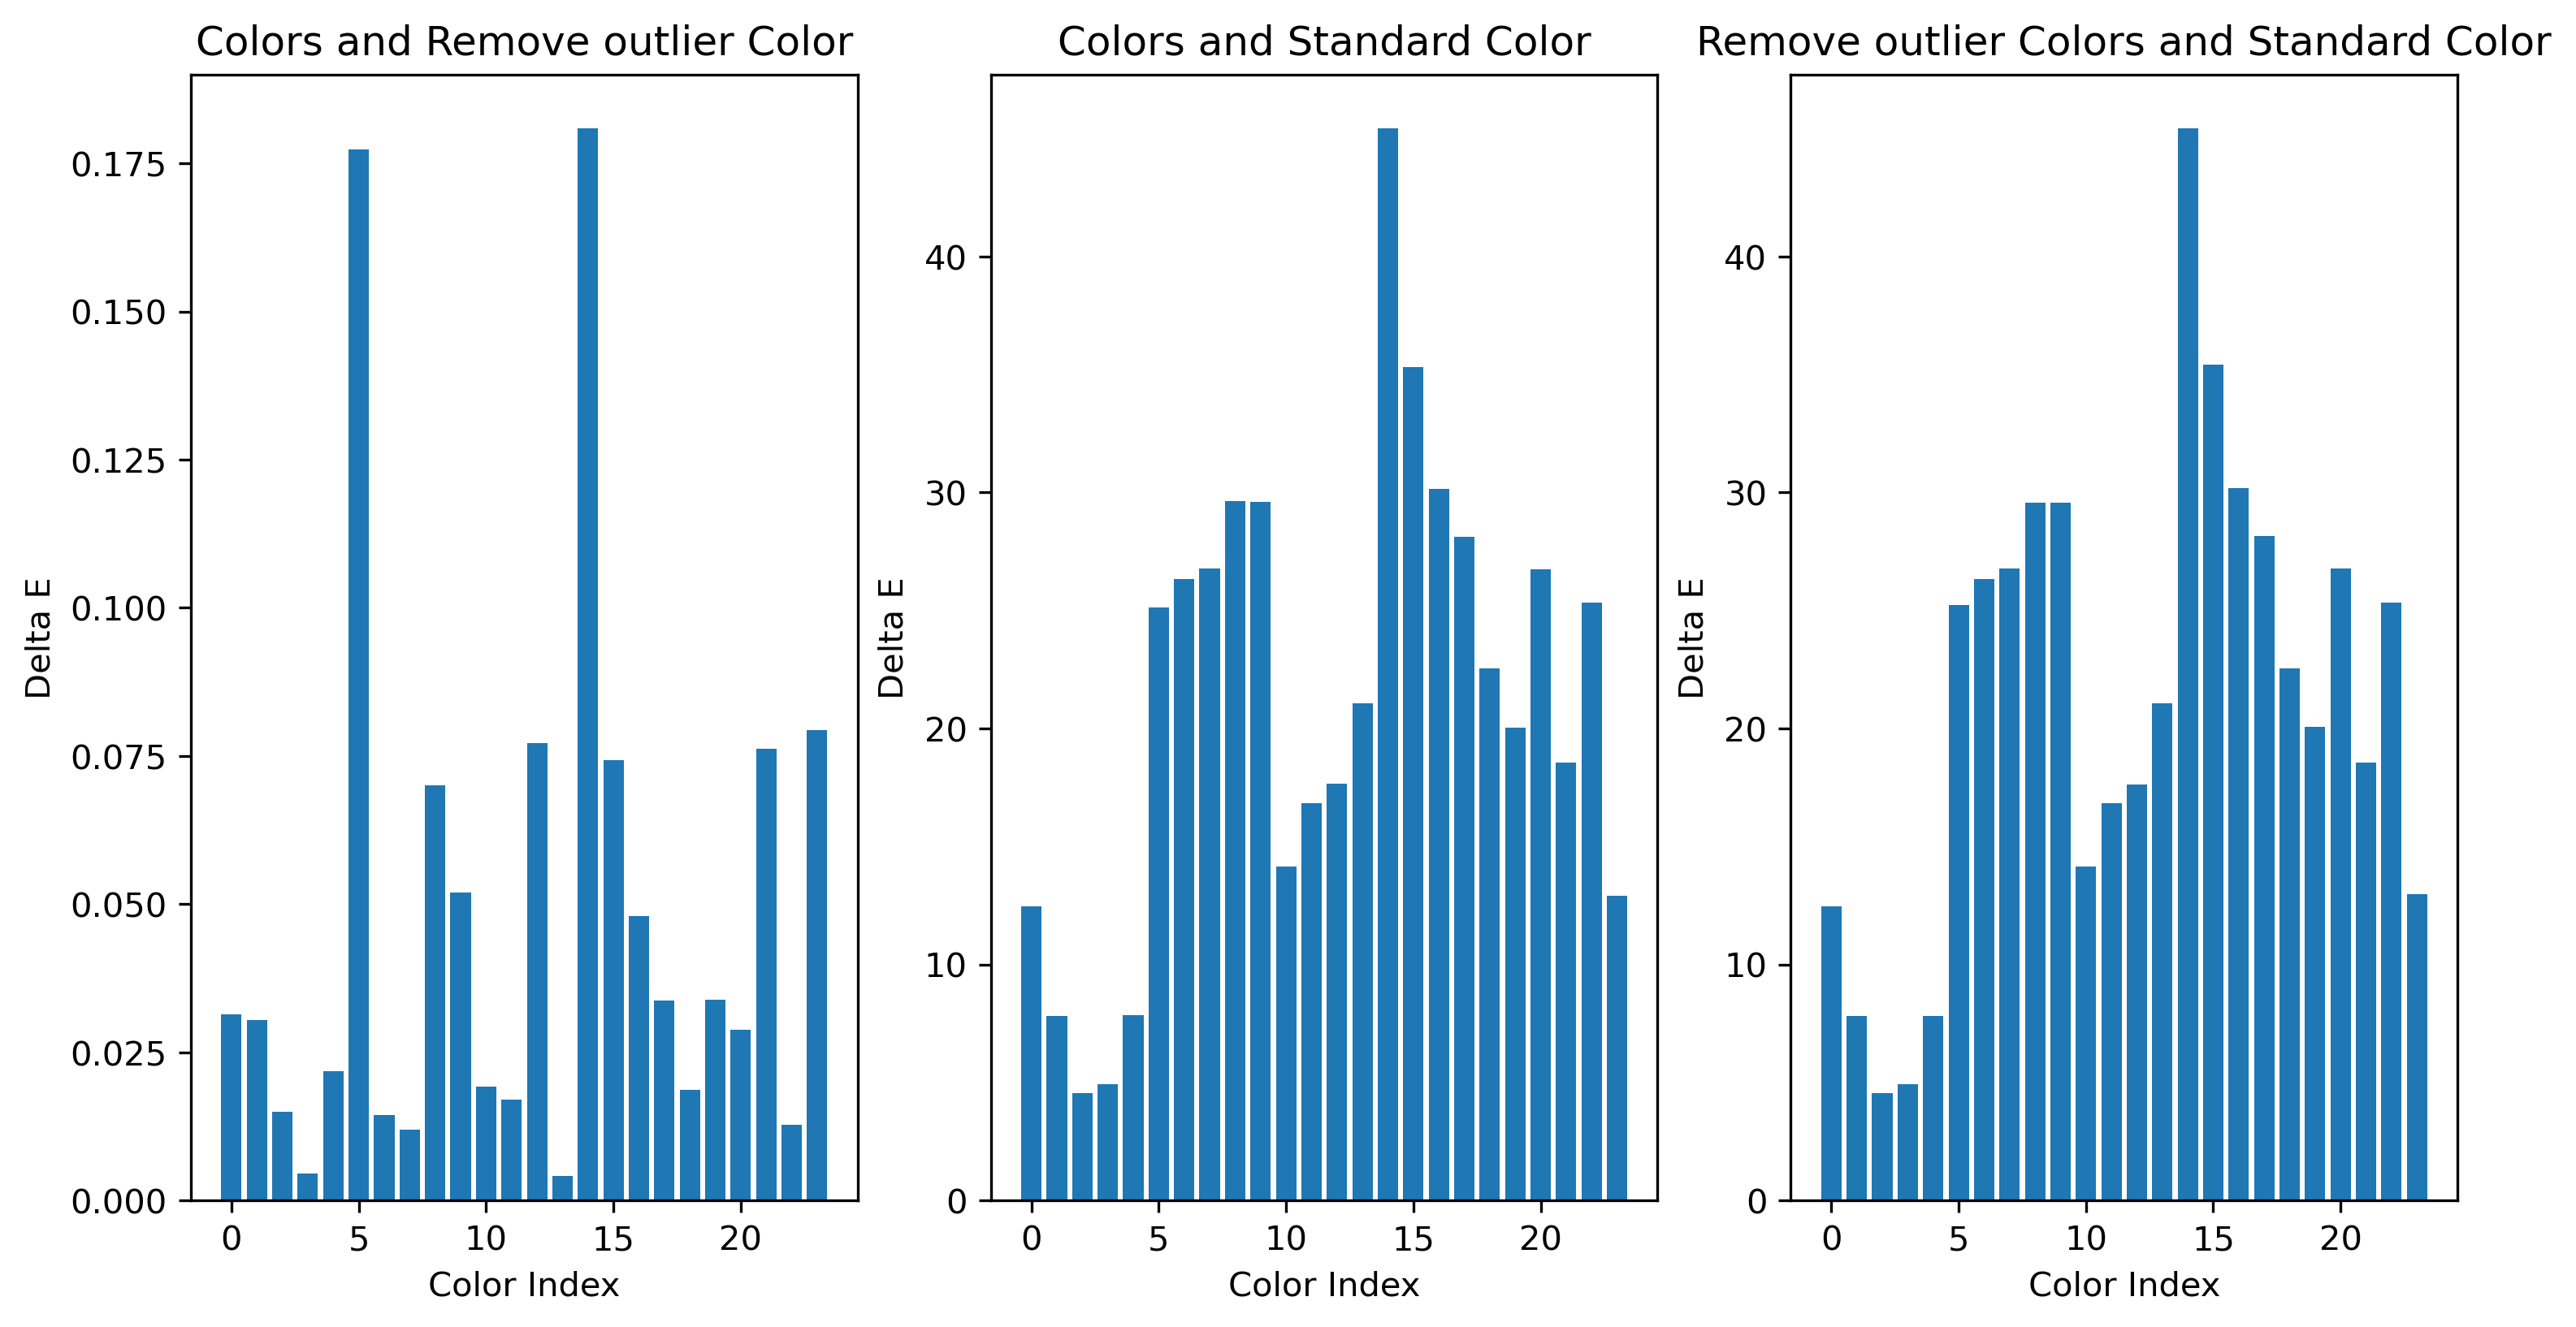 Colors and Remove outlier Color
Delta E
0.175
0.150
0.125
0.100
0.075
0.050
0.025
0.000
0 5 10 15 20
Color Index
Colors and Standard Color
Delta E
40
30
20
10
0
0 5 10 15 20
Color Index
Remove outlier Colors and Standard Color
Delta E
40
30
20
10
0
0 5 10 15 20
Color Index